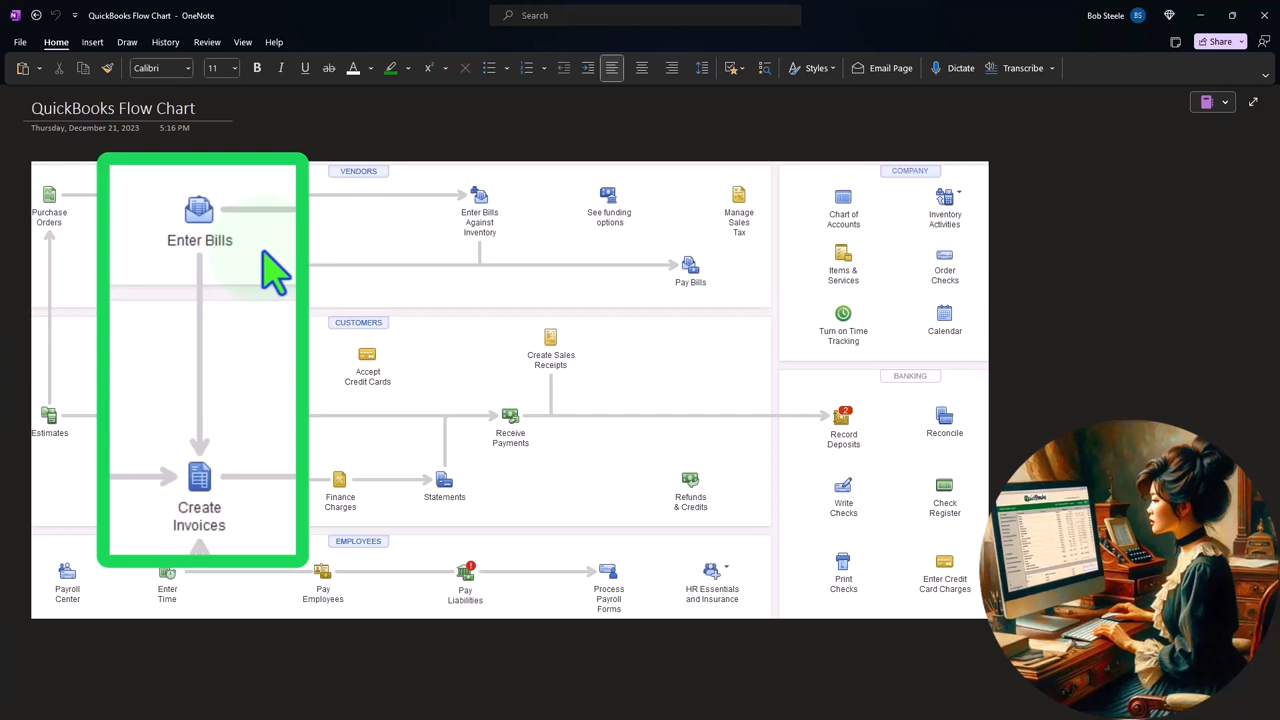 QuickBooks Flow Chart - OneNote
Search
Bob Steele
BS
File
Home
Insert
Draw
History
Review
View
Help
Share
Calibri
11
B
I
U
ab
A
Styles
Email Page
Dictate
Transcribe
QuickBooks Flow Chart
Thursday, December 21, 2023
5:16 PM
VENDORS
Purchase
Orders
Enter Bills
Enter Bills
Against
Inventory
See funding
options
Manage
Sales
Tax
Pay Bills
CUSTOMERS
Accept
Credit Cards
Create Sales
Receipts
Estimates
Receive
Payments
Create
Invoices
Finance
Charges
Statements
Refunds
& Credits
EMPLOYEES
Payroll
Center
Enter
Time
Pay
Employees
Pay
Liabilities
Process
Payroll
Forms
HR Essentials
and Insurance
COMPANY
Chart of
Accounts
Inventory
Activities
Items &
Services
Order
Checks
Turn on Time
Tracking
Calendar
BANKING
2
Record
Deposits
Reconcile
Write
Checks
Check
Register
Print
Checks
Enter Credit
Card Charges
QuickBooks